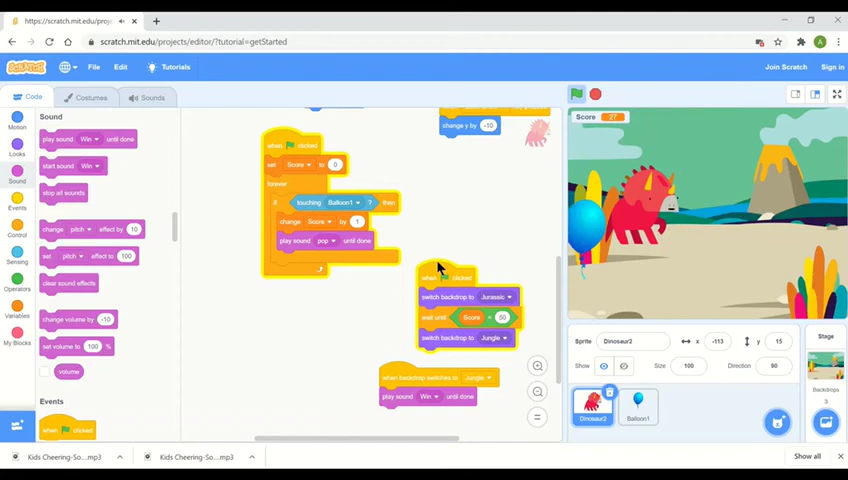 https://scratch.mit.edu/proje
scratch.mit.edu/projects/editor/?tutorial=getStarted
A
SCRATCH
File
Edit
Tutorials
Join Scratch
Sign in
Code
Costumes
Sounds
Motion
Looks
Sound
Events
Control
Sensing
Operators
Variables
My Blocks
Sound
play sound Win until done
start sound Win
stop all sounds
change pitch effect by 10
set pitch effect to 100
clear sound effects
change volume by -10
set volume to 100 %
volume
Events
when clicked
change y by -10
when clicked
set Score to 0
forever
if touching Balloon1 ? then
change Score by 1
play sound pop until done
when clicked
switch backdrop to Jurassic
wait until Score = 50
switch backdrop to Jungle
when backdrop switches to Jungle
play sound Win until done
Score 27
Sprite
Dinosaur2
x
-113
y
15
Show
Size
100
Direction
90
Dinosaur2
Balloon1
Stage
Backdrops
3
Kids Cheering-So....mp3
Kids Cheering-So....mp3
Show all